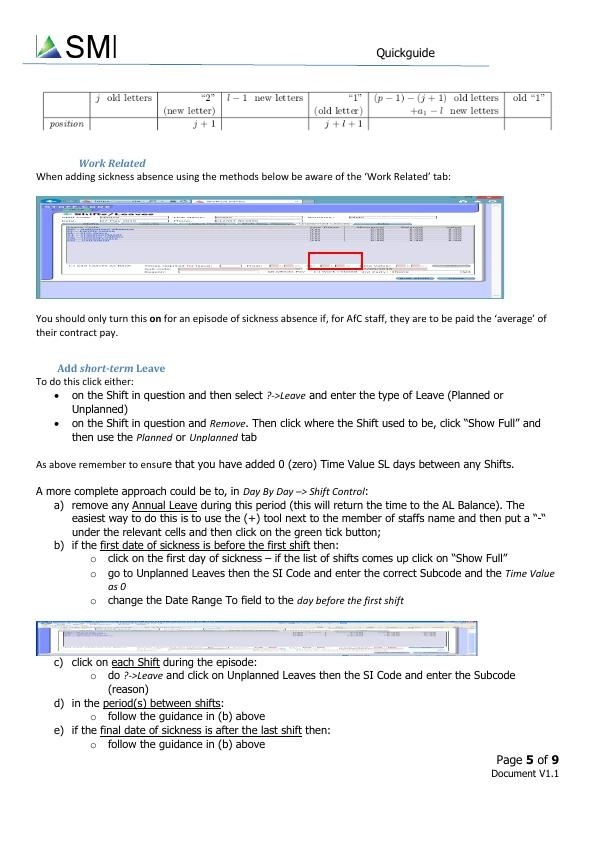 SMI
Quickguide
j old letters “2” l − 1 new letters “1” (p − 1) − (j + 1) old letters old “1”
(new letter) (old letter) +a₁ − l new letters
position j + 1 j + l + 1
Work Related
When adding sickness absence using the methods below be aware of the ‘Work Related’ tab:
Shifts/Leaves
You should only turn this on for an episode of sickness absence if, for AfC staff, they are to be paid the ‘average’ of
their contract pay.
Add short-term Leave
To do this click either:
• on the Shift in question and then select ?->Leave and enter the type of Leave (Planned or
Unplanned)
• on the Shift in question and Remove. Then click where the Shift used to be, click “Show Full” and
then use the Planned or Unplanned tab
As above remember to ensure that you have added 0 (zero) Time Value SL days between any Shifts.
A more complete approach could be to, in Day By Day –> Shift Control:
a) remove any Annual Leave during this period (this will return the time to the AL Balance). The
easiest way to do this is to use the (+) tool next to the member of staffs name and then put a “-“
under the relevant cells and then click on the green tick button;
b) if the first date of sickness is before the first shift then:
o click on the first day of sickness – if the list of shifts comes up click on “Show Full”
o go to Unplanned Leaves then the SI Code and enter the correct Subcode and the Time Value
as 0
o change the Date Range To field to the day before the first shift
c) click on each Shift during the episode:
o do ?->Leave and click on Unplanned Leaves then the SI Code and enter the Subcode
(reason)
d) in the period(s) between shifts:
o follow the guidance in (b) above
e) if the final date of sickness is after the last shift then:
o follow the guidance in (b) above
Page 5 of 9
Document V1.1